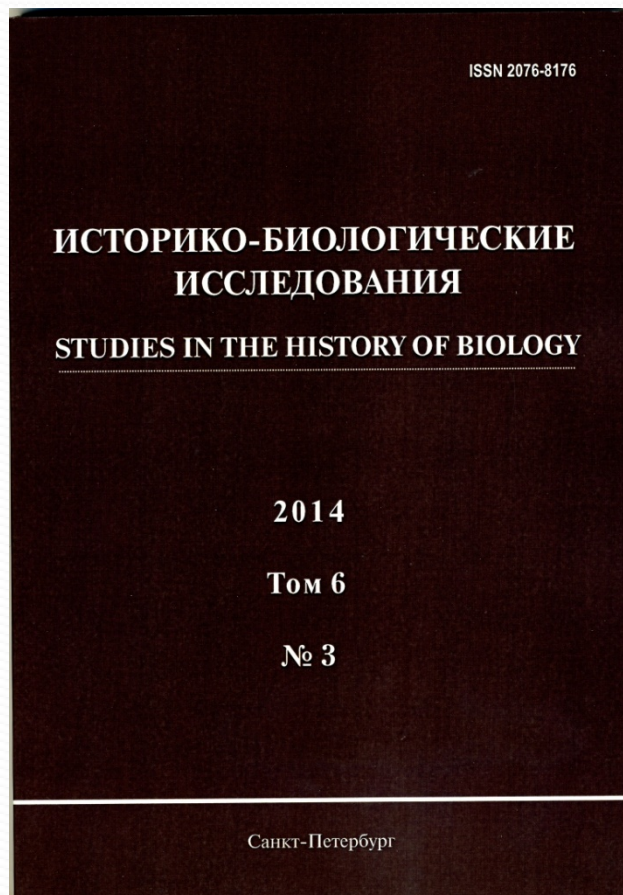 ISSN 2076-8176
ИСТОРИКО-БИОЛОГИЧЕСКИЕ
ИССЛЕДОВАНИЯ
STUDIES IN THE HISTORY OF BIOLOGY
2014
Том 6
№ 3
Санкт-Петербург